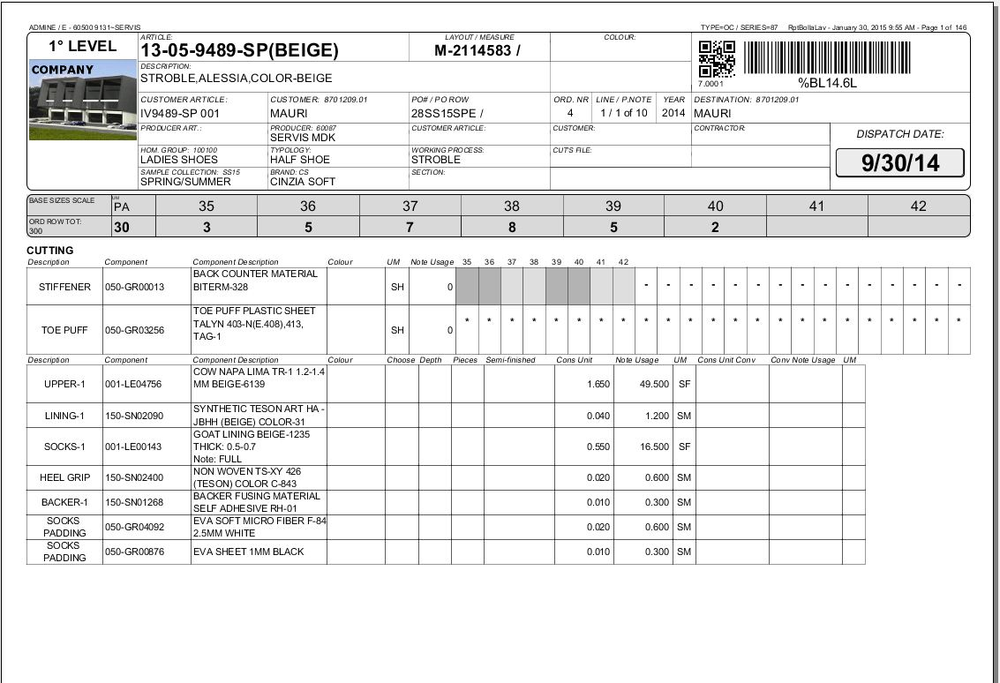 ADMINE / E - 605009131~SERVIS
TYPE=OC / SERIES=87 RptBollaLav - January 30, 2015 9:55 AM - Page 1 of 146
1° LEVEL
COMPANY
ARTICLE:
13-05-9489-SP(BEIGE)
LAYOUT / MEASURE
M-2114583 /
COLOUR:
7.0001
%BL14.6L
DESCRIPTION:
STROBLE,ALESSIA,COLOR-BEIGE
CUSTOMER ARTICLE: CUSTOMER: 8701209.01 PO# / PO ROW ORD. NR LINE / P.NOTE YEAR DESTINATION: 8701209.01
IV9489-SP 001 MAURI 28SS15SPE / 4 1 / 1 of 10 2014 MAURI
PRODUCER ART.: PRODUCER: 60087 CUSTOMER ARTICLE: CUSTOMER: CONTRACTOR:
SERVIS MDK
DISPATCH DATE:
9/30/14
HOM. GROUP: 100100 TYPOLOGY: WORKING PROCESS: CUT'S FILE:
LADIES SHOES HALF SHOE STROBLE
SAMPLE COLLECTION: SS15 BRAND: CS SECTION:
SPRING/SUMMER CINZIA SOFT
BASE SIZES SCALE UM PA 35 36 37 38 39 40 41 42
ORD ROW TOT: 300 30 3 5 7 8 5 2
CUTTING
Description Component Component Description Colour UM Note Usage 35 36 37 38 39 40 41 42
BACK COUNTER MATERIAL
STIFFENER 050-GR00013 BITERM-328 SH 0 - - - - - - - - - - - - - - -
TOE PUFF PLASTIC SHEET
TOE PUFF 050-GR03256 TALYN 403-N(E.408),413, SH 0 * * * * * * * * * * * * * * * * * * * * * * *
TAG-1
Description Component Component Description Colour Choose Depth Pieces Semi-finished Cons Unit Note Usage UM Cons Unit Conv Conv Note Usage UM
COW NAPA LIMA TR-1 1.2-1.4
UPPER-1 001-LE04756 MM BEIGE-6139 1.650 49.500 SF
SYNTHETIC TESON ART HA -
LINING-1 150-SN02090 JBHH (BEIGE) COLOR-31 0.040 1.200 SM
GOAT LINING BEIGE-1235
SOCKS-1 001-LE00143 THICK: 0.5-0.7 0.550 16.500 SF
Note: FULL
NON WOVEN TS-XY 426
HEEL GRIP 150-SN02400 (TESON) COLOR C-843 0.020 0.600 SM
BACKER FUSING MATERIAL
BACKER-1 150-SN01268 SELF ADHESIVE RH-01 0.010 0.300 SM
SOCKS EVA SOFT MICRO FIBER F-84
PADDING 050-GR04092 2.5MM WHITE 0.020 0.600 SM
SOCKS
PADDING 050-GR00876 EVA SHEET 1MM BLACK 0.010 0.300 SM